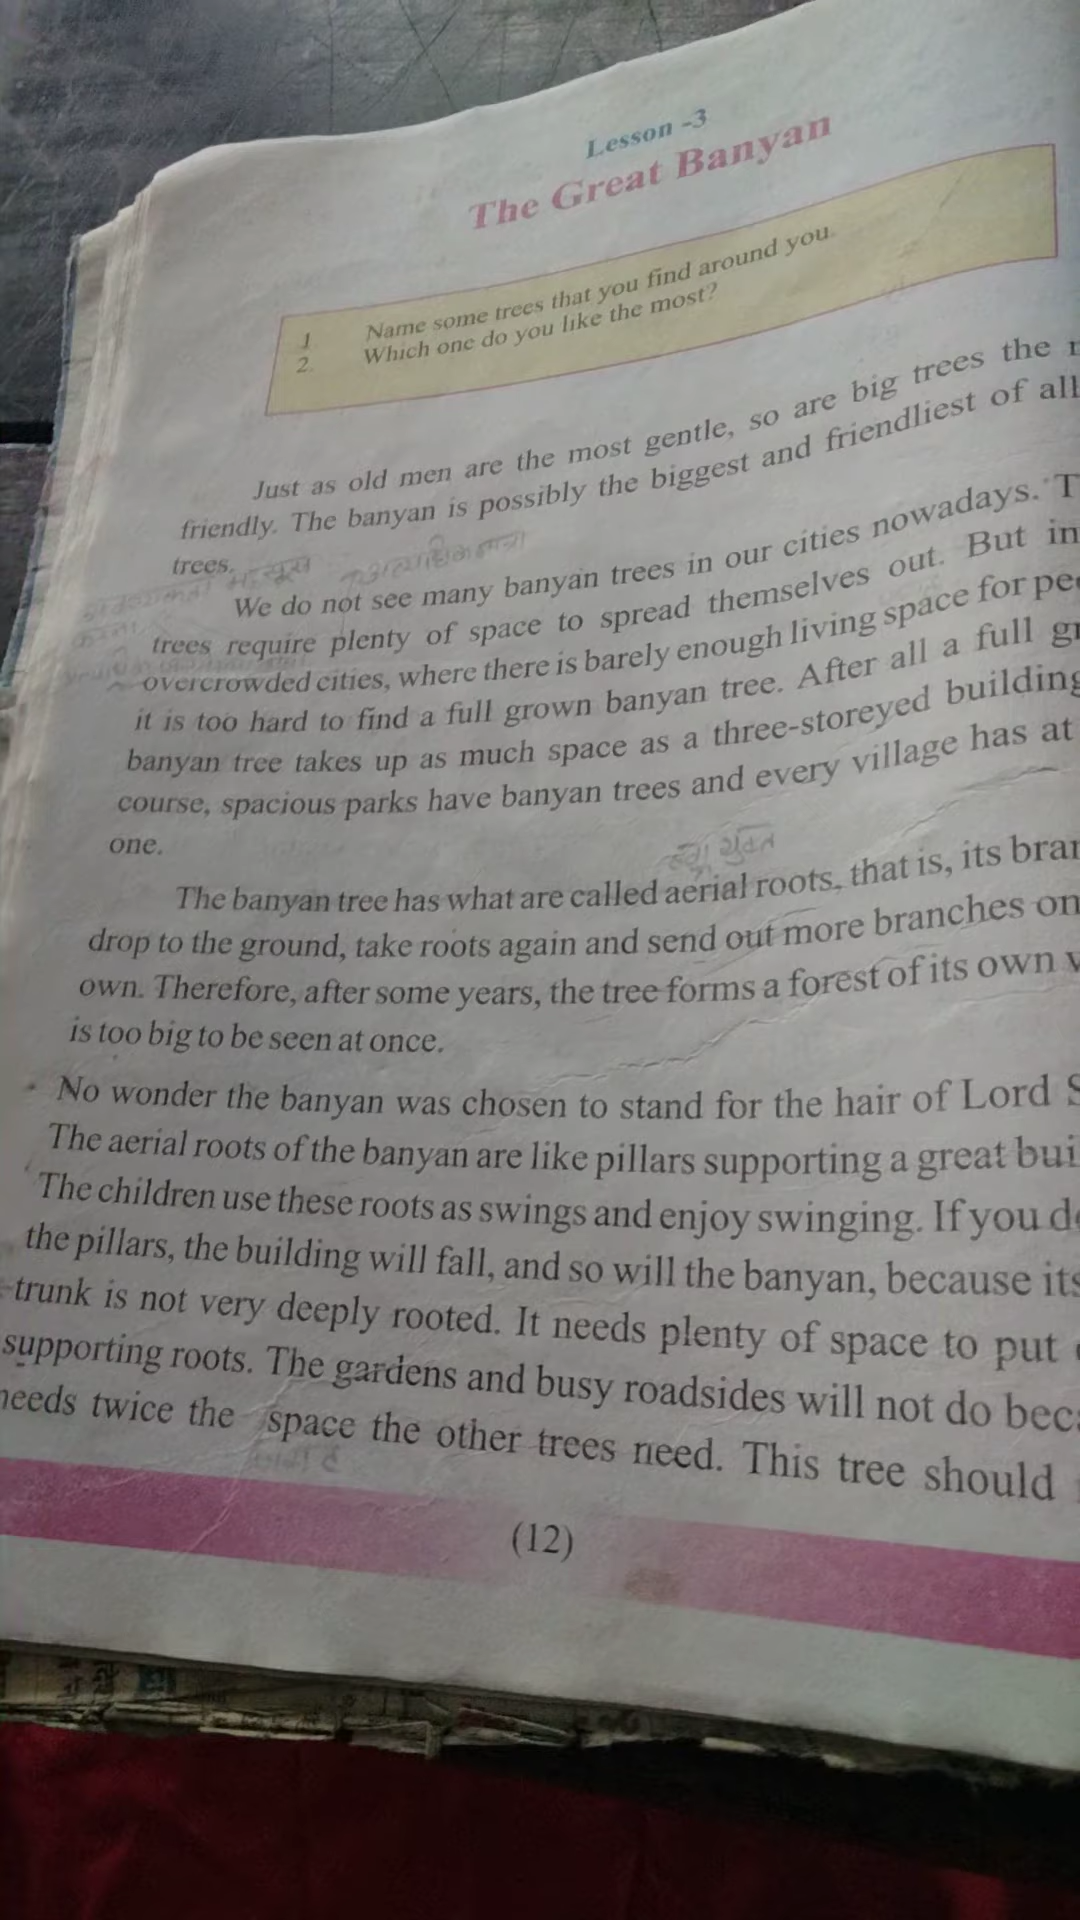 Lesson -3
The Great Banyan
1 Name some trees that you find around you.
2. Which one do you like the most?
Just as old men are the most gentle, so are big trees the
friendly. The banyan is possibly the biggest and friendliest of all
trees.
We do not see many banyan trees in our cities nowadays.
trees require plenty of space to spread themselves out. But in
overcrowded cities, where there is barely enough living space for
it is too hard to find a full grown banyan tree. After all a full
banyan tree takes up as much space as a three-storeyed building
course, spacious parks have banyan trees and every village has at
one.
The banyan tree has what are called aerial roots, that is, its
drop to the ground, take roots again and send out more branches on
own. Therefore, after some years, the tree forms a forest of its own
is too big to be seen at once.
No wonder the banyan was chosen to stand for the hair of Lord
The aerial roots of the banyan are like pillars supporting a great
The children use these roots as swings and enjoy swinging. If you
the pillars, the building will fall, and so will the banyan, because its
trunk is not very deeply rooted. It needs plenty of space to put
supporting roots. The gardens and busy roadsides will not do
needs twice the space the other trees need. This tree should
(12)